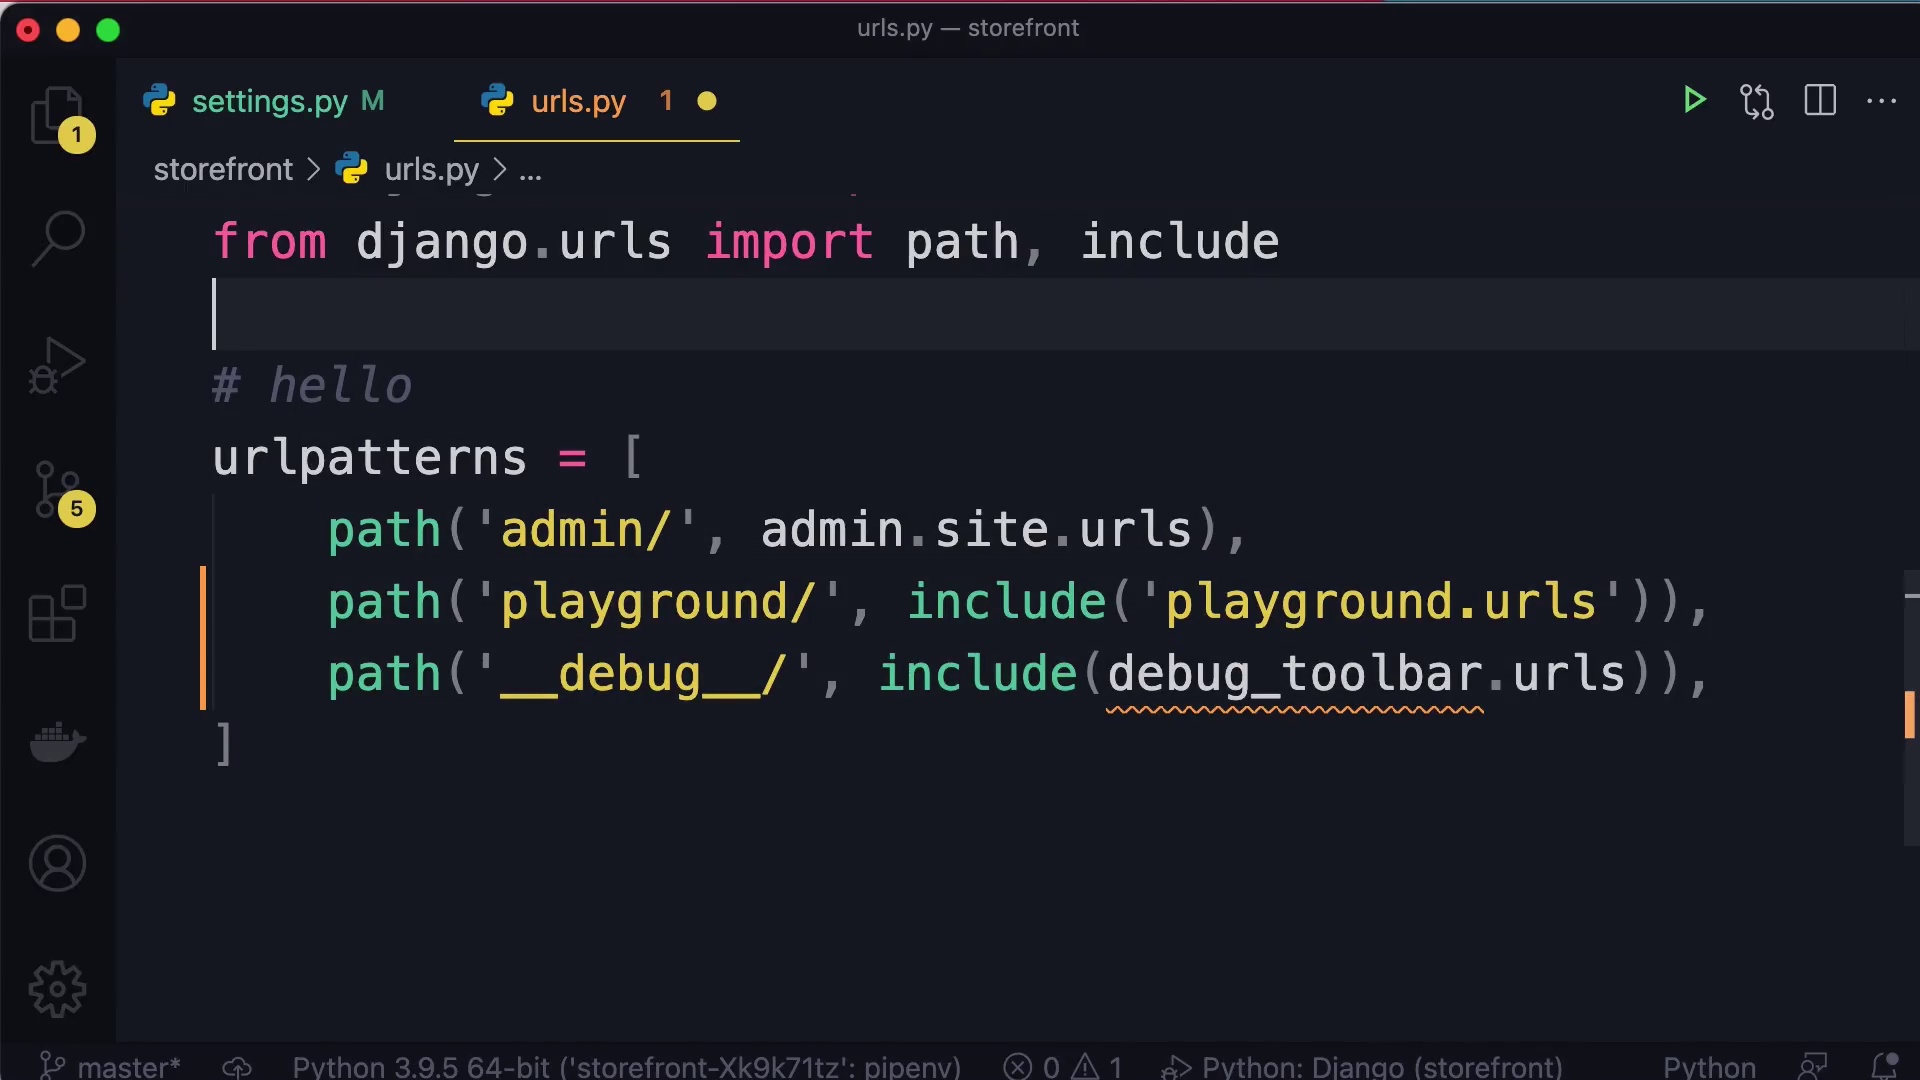 urls.py — storefront
settings.py M
urls.py 1
1
storefront > urls.py > ...
from django.urls import path, include
# hello
urlpatterns = [
    path('admin/', admin.site.urls),
    path('playground/', include('playground.urls')),
    path('__debug__/', include(debug_toolbar.urls)),
]
5
master* Python 3.9.5 64-bit ('storefront-Xk9k71tz': pipenv) 0 1 Python: Django (storefront) Python